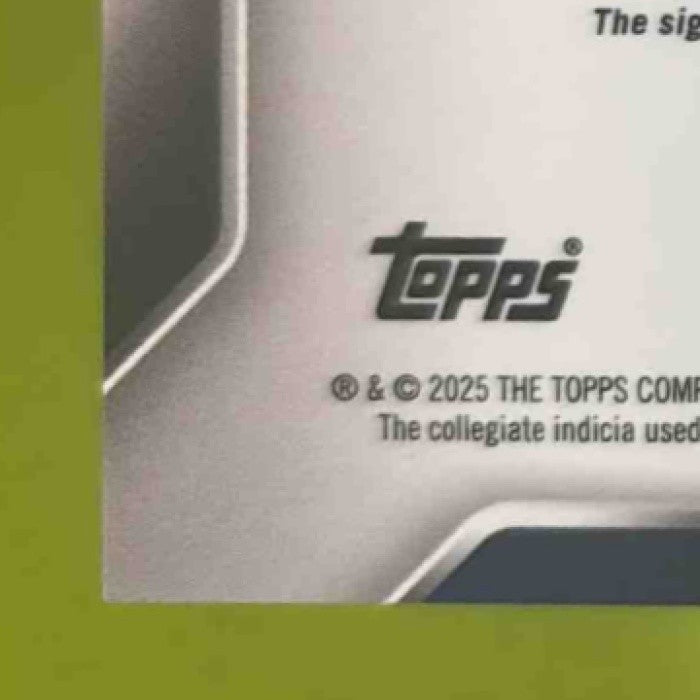 The sig
TOPPS®
® & © 2025 THE TOPPS COMP
The collegiate indicia used